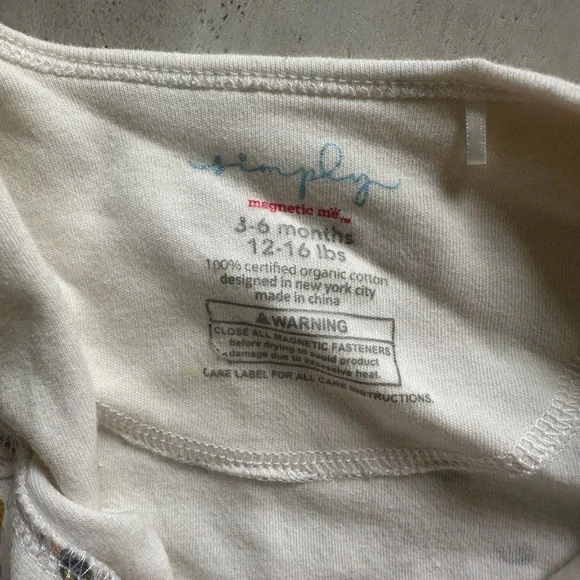 simply
magnetic me™
3-6 months
12-16 lbs
100% certified organic cotton
designed in new york city
made in china
⚠WARNING
CLOSE ALL MAGNETIC FASTENERS
before drying to avoid product
damage due to excessive heat.
CARE LABEL FOR ALL CARE INSTRUCTIONS.